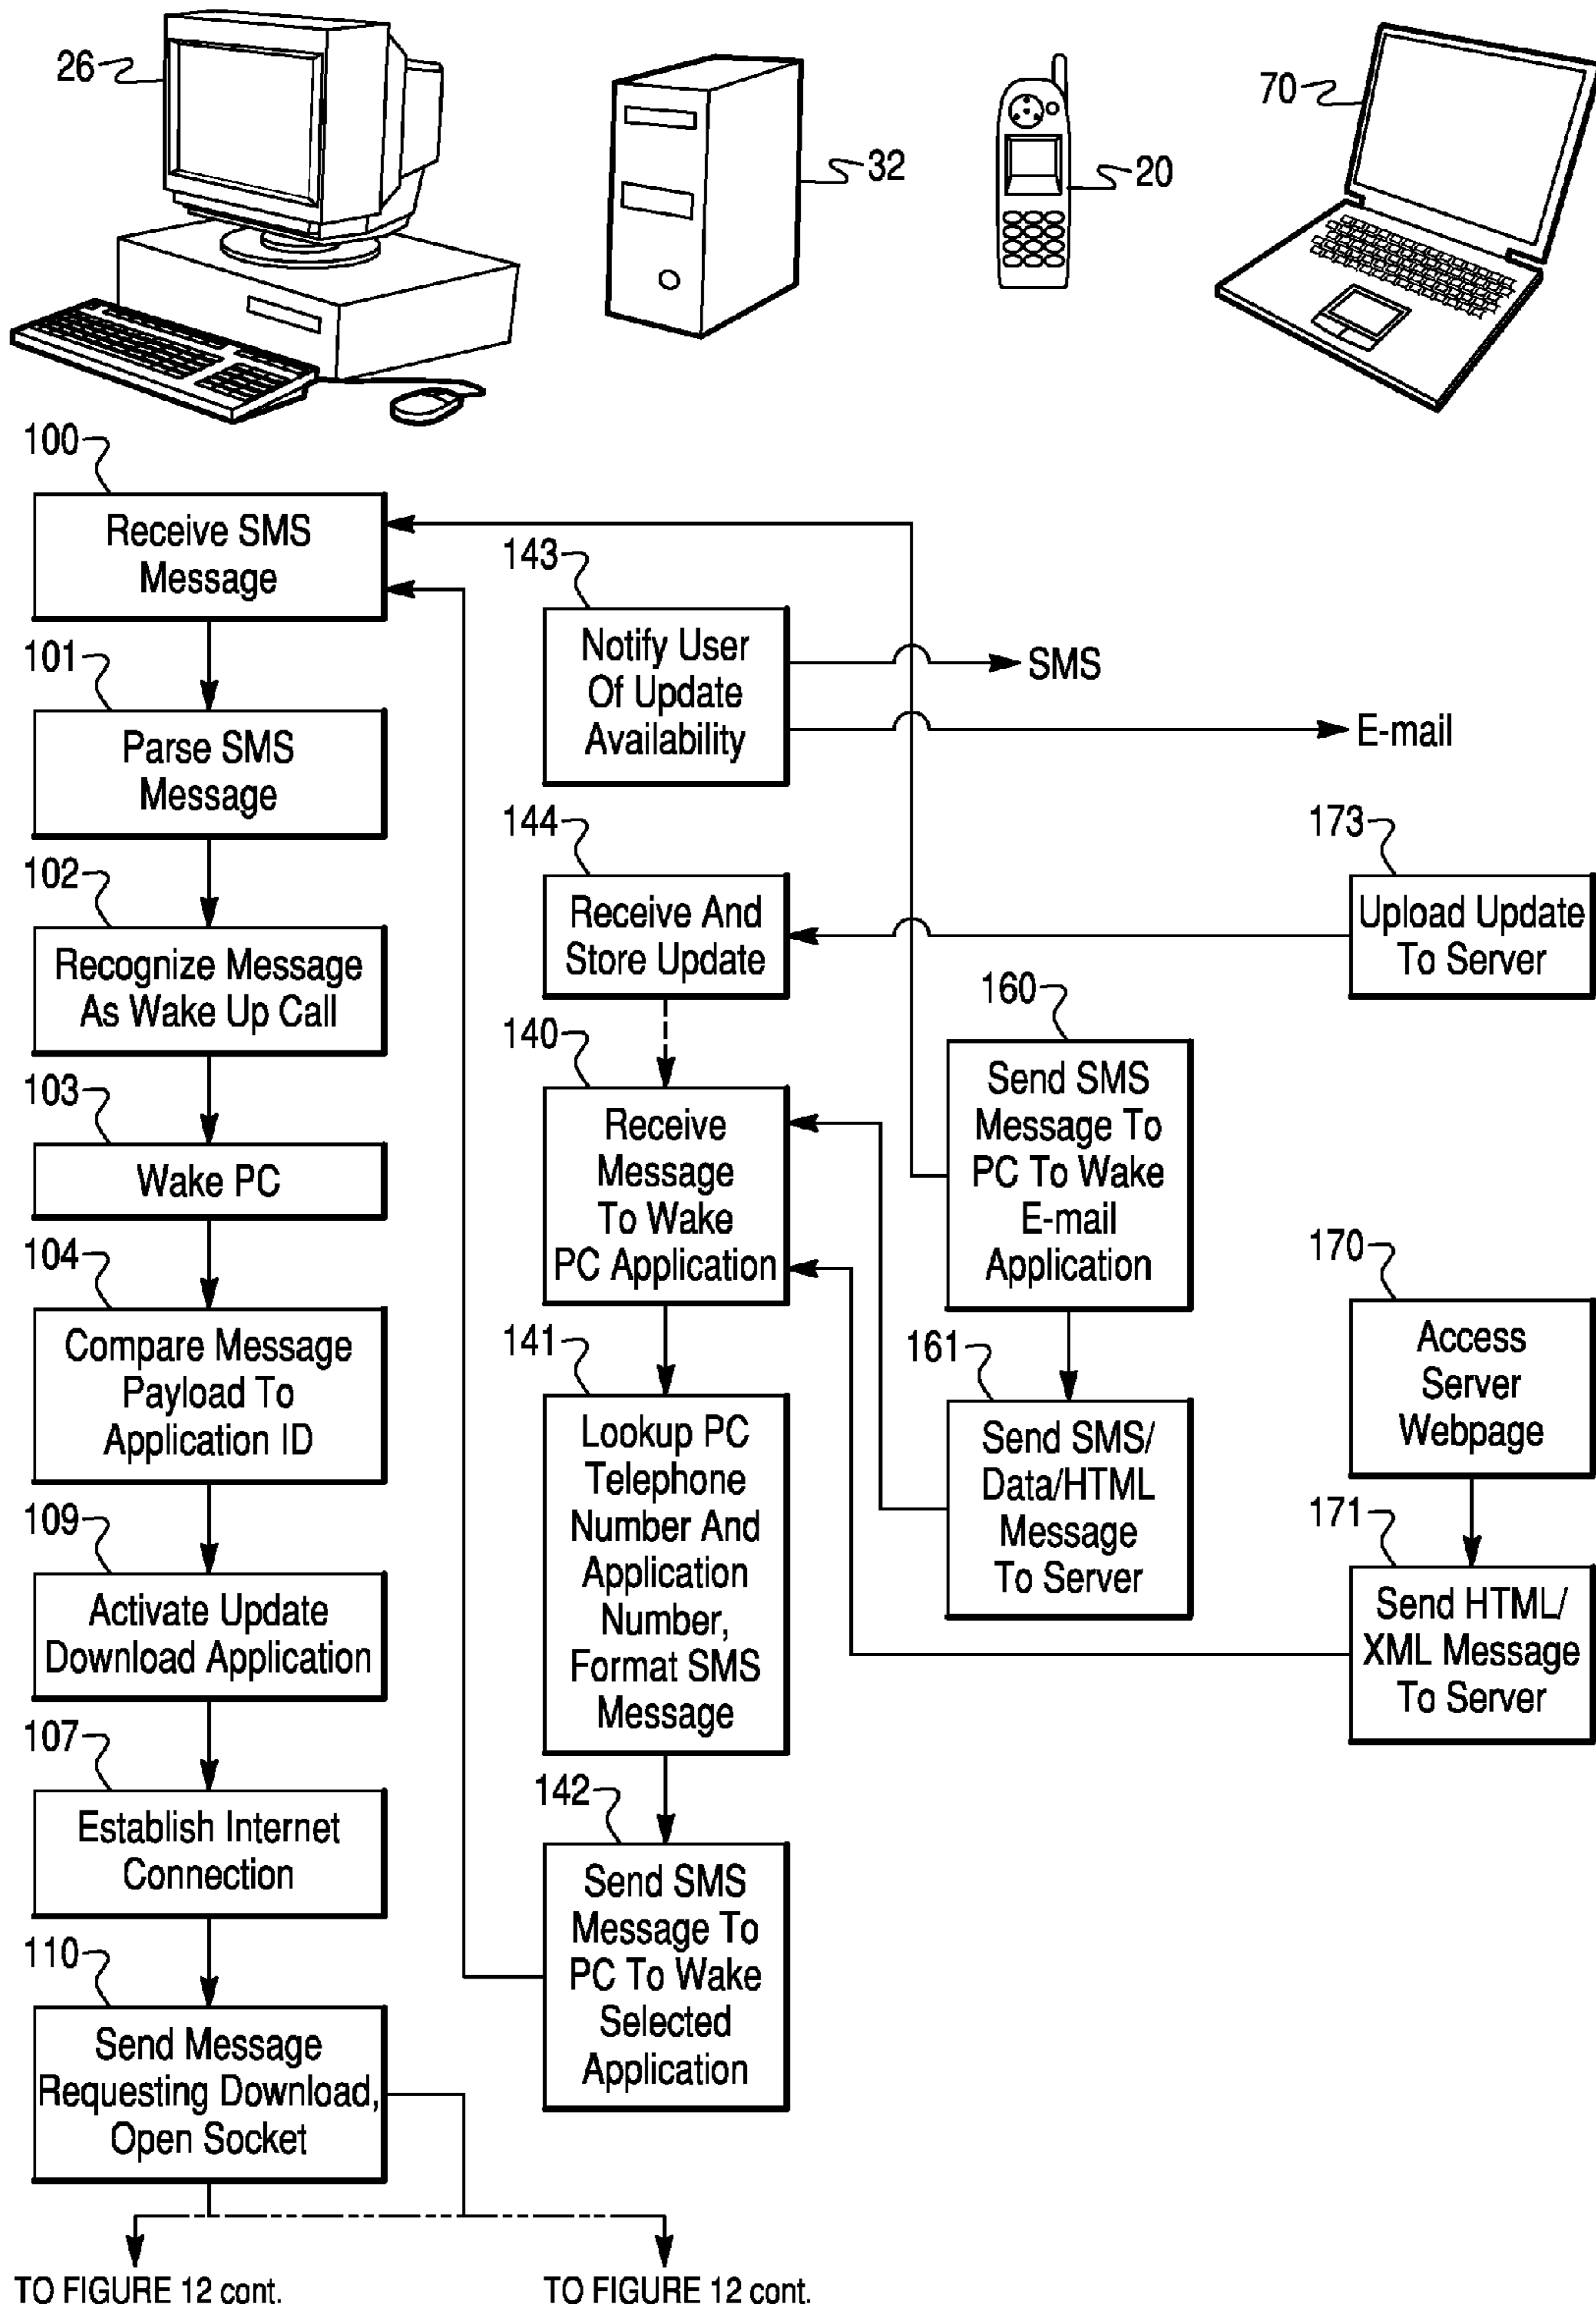 26
32
20
70
100
Receive SMS
Message
101
Parse SMS
Message
102
Recognize Message
As Wake Up Call
103
Wake PC
104
Compare Message
Payload To
Application ID
109
Activate Update
Download Application
107
Establish Internet
Connection
110
Send Message
Requesting Download,
Open Socket
TO FIGURE 12 cont.
143
Notify User
Of Update
Availability
SMS
E-mail
144
Receive And
Store Update
140
Receive
Message
To Wake
PC Application
141
Lookup PC
Telephone
Number And
Application
Number,
Format SMS
Message
142
Send SMS
Message To
PC To Wake
Selected
Application
TO FIGURE 12 cont.
160
Send SMS
Message To
PC To Wake
E-mail
Application
161
Send SMS/
Data/HTML
Message
To Server
173
Upload Update
To Server
170
Access
Server
Webpage
171
Send HTML/
XML Message
To Server